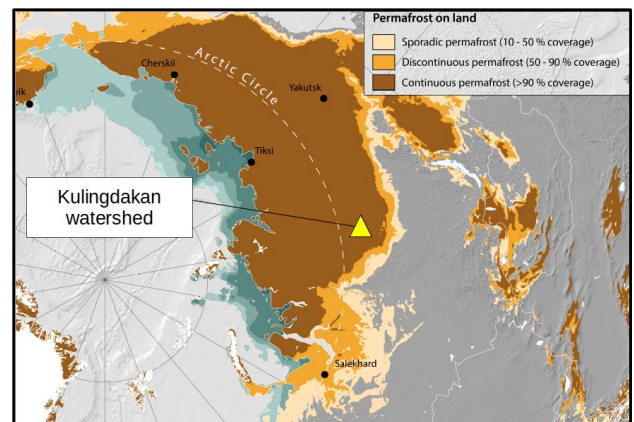 Permafrost on land
Sporadic permafrost (10 - 50 % coverage)
Discontinuous permafrost (50 - 90 % coverage)
Continuous permafrost (>90 % coverage)
Arctic Circle
Cherskii
Yakutsk
vik
Tiksi
Kulingdakan
watershed
Salekhard